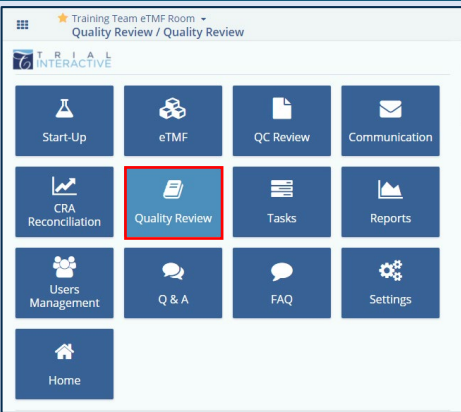 Training Team eTMF Room
Quality Review / Quality Review
TRIAL
INTERACTIVE
Start-Up
eTMF
QC Review
Communication
CRA
Reconciliation
Quality Review
Tasks
Reports
Users
Management
Q & A
FAQ
Settings
Home